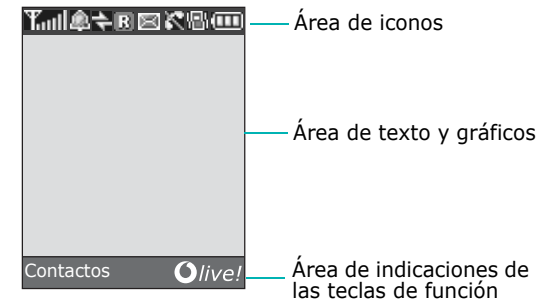 R
Área de iconos
Área de texto y gráficos
Contactos
live!
Área de indicaciones de
las teclas de función